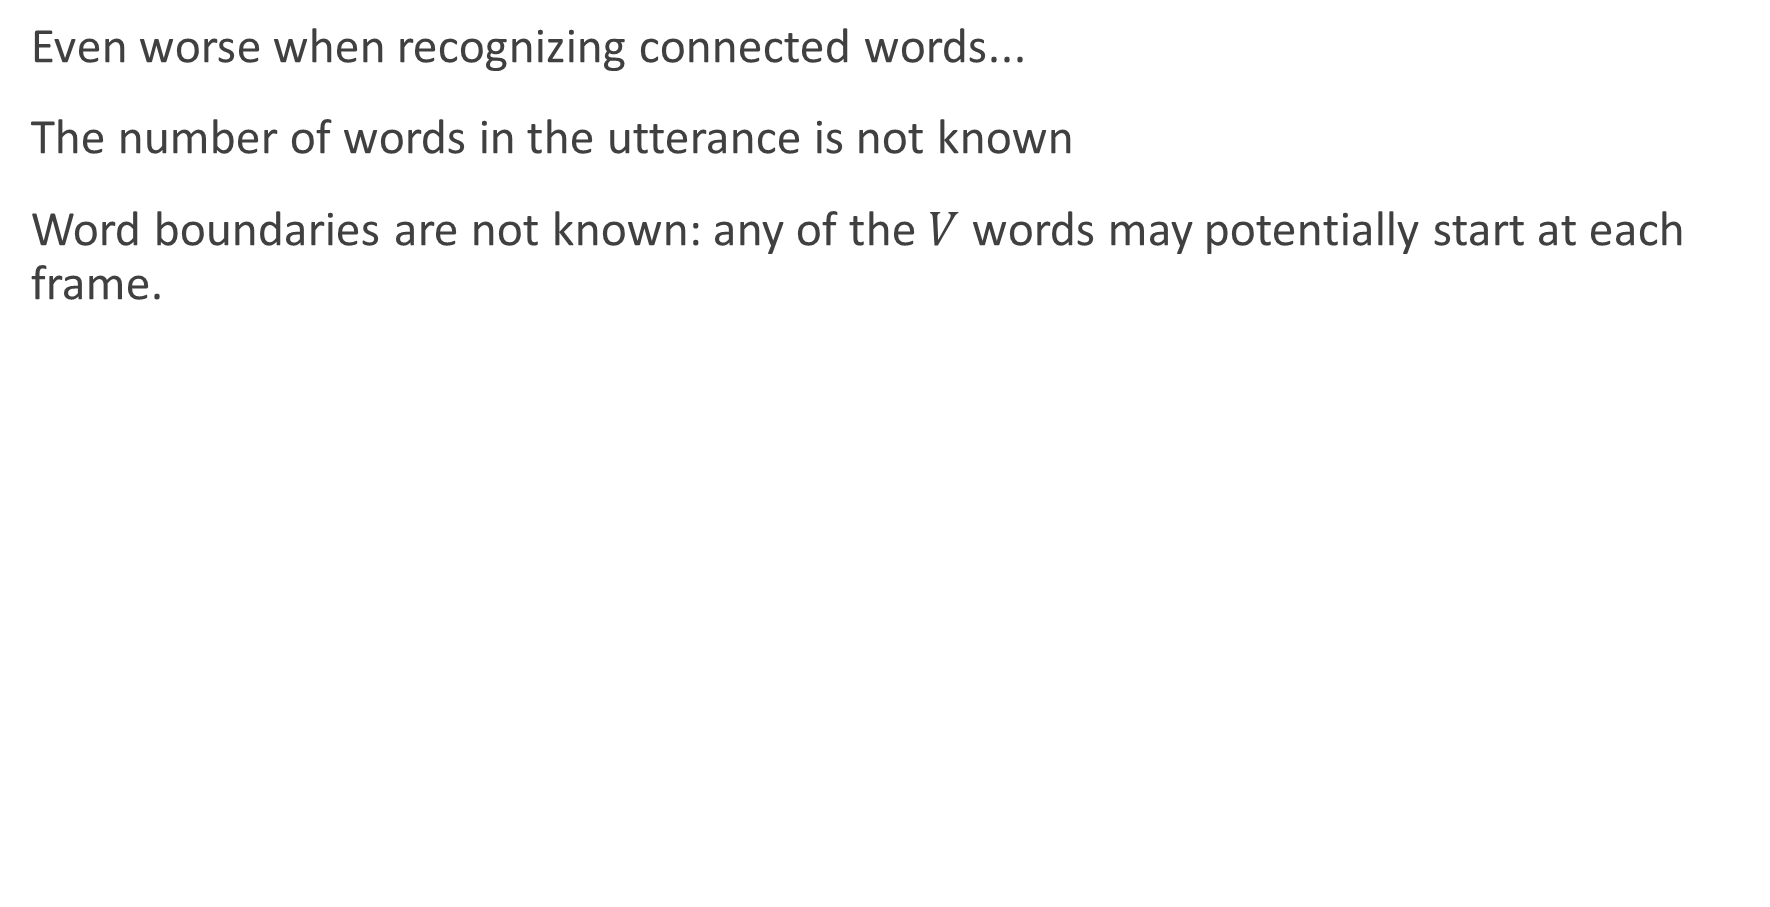 Even worse when recognizing connected words...
The number of words in the utterance is not known
Word boundaries are not known: any of the V words may potentially start at each
frame.